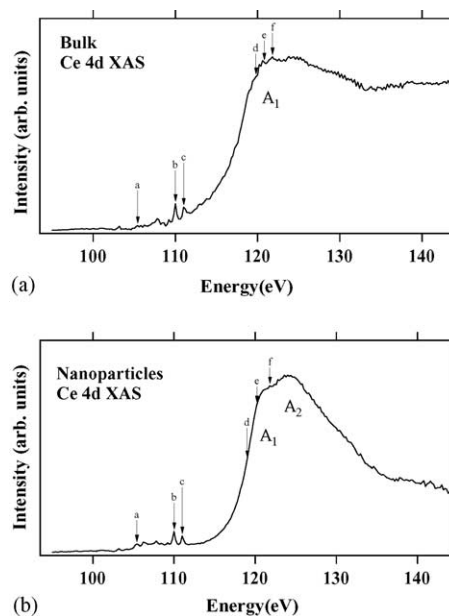 Bulk
Ce 4d XAS
a
b
c
d
e
f
A1
Intensity (arb. units)
100 110 120 130 140
Energy(eV)
(a)
Nanoparticles
Ce 4d XAS
a
b
c
d
e
f
A1
A2
Intensity (arb. units)
100 110 120 130 140
Energy(eV)
(b)